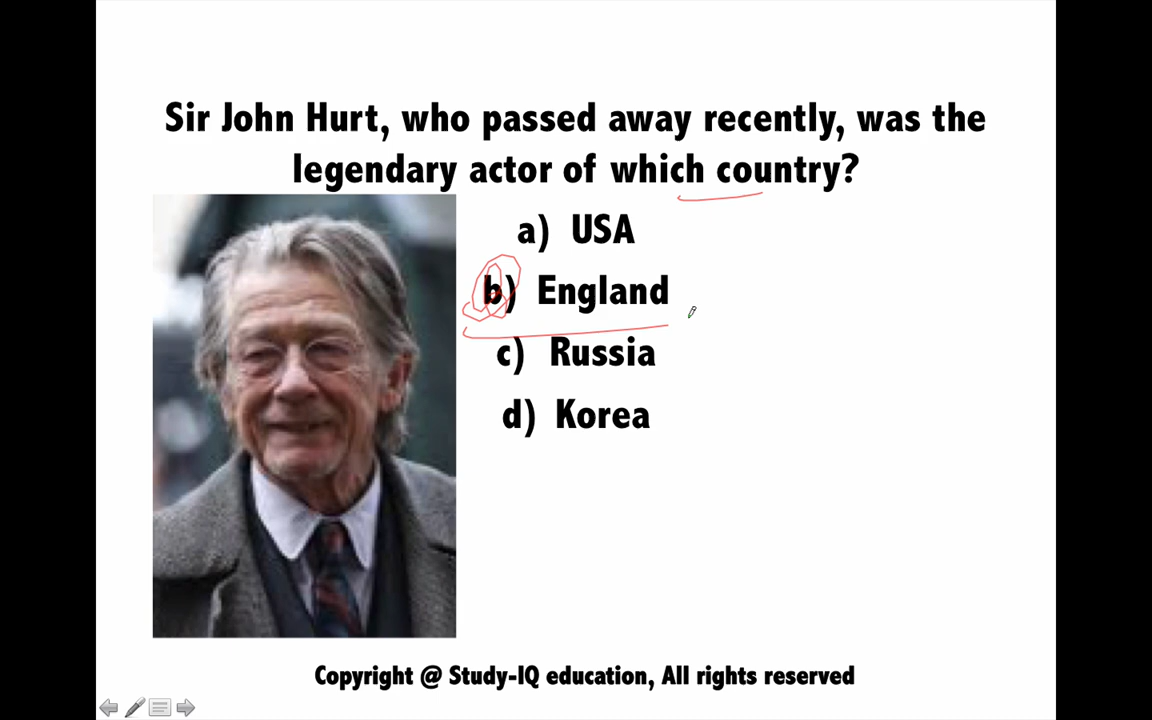 Sir John Hurt, who passed away recently, was the
legendary actor of which country?
a) USA
b) England
c) Russia
d) Korea
Copyright @ Study-IQ education, All rights reserved